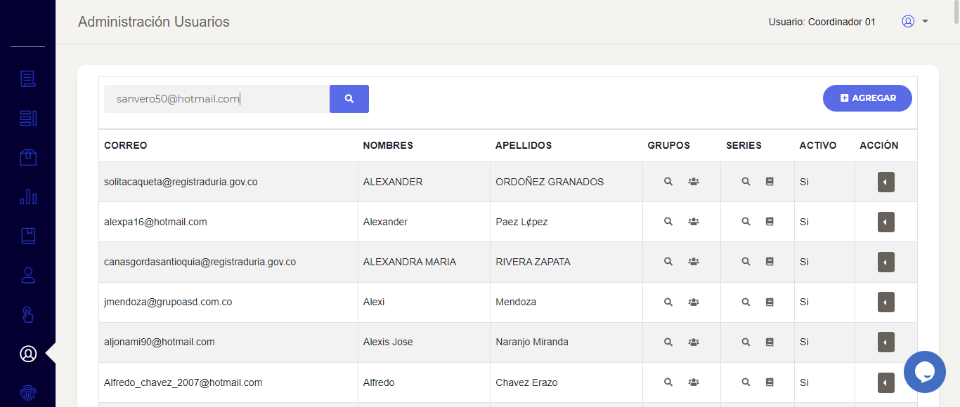 Administración Usuarios
Usuario: Coordinador 01
sanvero50@hotmail.com
AGREGAR
CORREO NOMBRES APELLIDOS GRUPOS SERIES ACTIVO ACCIÓN
solitacaqueta@registraduria.gov.co ALEXANDER ORDOÑEZ GRANADOS Si
alexpa16@hotmail.com Alexander Paez L¢pez Si
canasgordasantioquia@registraduria.gov.co ALEXANDRA MARIA RIVERA ZAPATA Si
jmendoza@grupoasd.com.co Alexi Mendoza Si
aljonami90@hotmail.com Alexis Jose Naranjo Miranda Si
Alfredo_chavez_2007@hotmail.com Alfredo Chavez Erazo Si